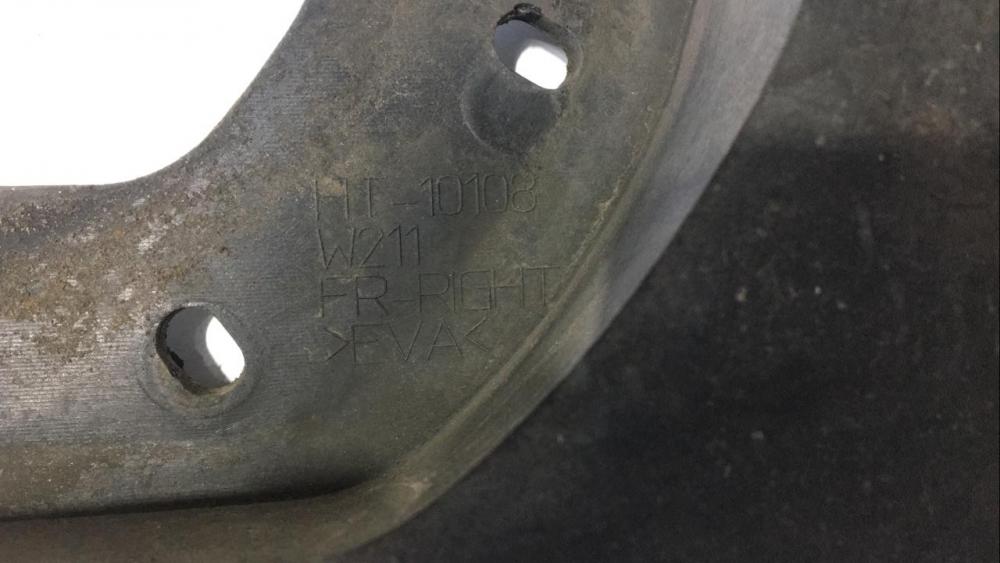 HT-10108
W211
FR-RIGHT
>EVA<